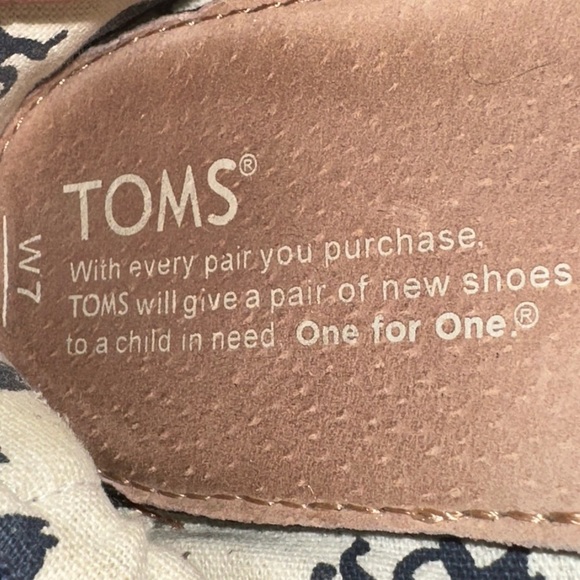 TOMS®
W7
With every pair you purchase,
TOMS will give a pair of new shoes
to a child in need. One for One.®